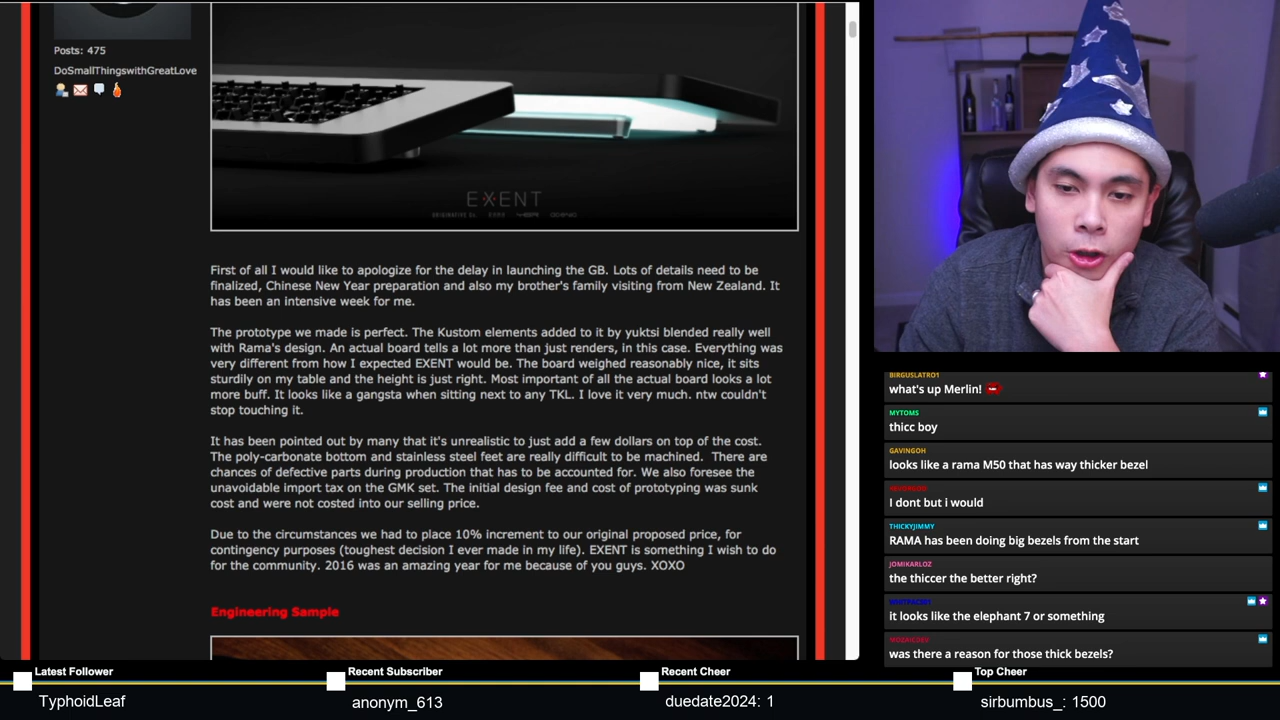 Posts: 475
DoSmallThingswithGreatLove
EXENT
First of all I would like to apologize for the delay in launching the GB. Lots of details need to be
finalized, Chinese New Year preparation and also my brother's family visiting from New Zealand. It
has been an intensive week for me.
The prototype we made is perfect. The Kustom elements added to it by yuktsi blended really well
with Rama's design. An actual board tells a lot more than just renders, in this case. Everything was
very different from how I expected EXENT would be. The board weighed reasonably nice, it sits
sturdily on my table and the height is just right. Most important of all the actual board looks a lot
more buff. It looks like a gangsta when sitting next to any TKL. I love it very much. ntw couldn't
stop touching it.
It has been pointed out by many that it's unrealistic to just add a few dollars on top of the cost.
The poly-carbonate bottom and stainless steel feet are really difficult to be machined.  There are
chances of defective parts during production that has to be accounted for. We also foresee the
unavoidable import tax on the GMK set. The initial design fee and cost of prototyping was sunk
cost and were not costed into our selling price.
Due to the circumstances we had to place 10% increment to our original proposed price, for
contingency purposes (toughest decision I ever made in my life). EXENT is something I wish to do
for the community. 2016 was an amazing year for me because of you guys. XOXO
Engineering Sample
BIRGUSLATRO1
what's up Merlin!
MYTOMS
thicc boy
GAVINGOH
looks like a rama M50 that has way thicker bezel
I dont but i would
THICKYJIMMY
RAMA has been doing big bezels from the start
JOMIKARLOZ
the thiccer the better right?
it looks like the elephant 7 or something
was there a reason for those thick bezels?
Latest Follower
TyphoidLeaf
Recent Subscriber
anonym_613
Recent Cheer
duedate2024: 1
Top Cheer
sirbumbus_: 1500